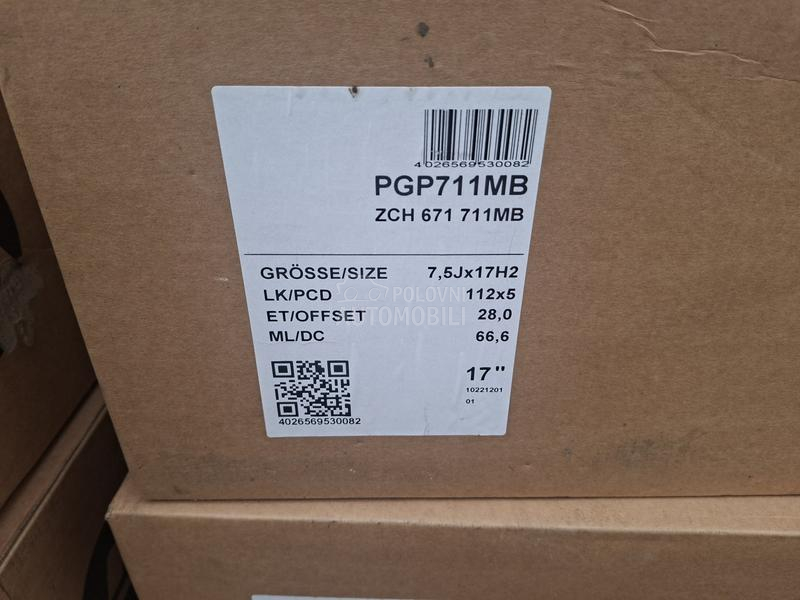 4026569530082
PGP711MB
ZCH 671 711MB
GRÖSSE/SIZE 7,5Jx17H2
LK/PCD 112x5
ET/OFFSET 28,0
ML/DC 66,6
POLOVNI
AUTOMOBILI
17"
10221201
01
4026569530082